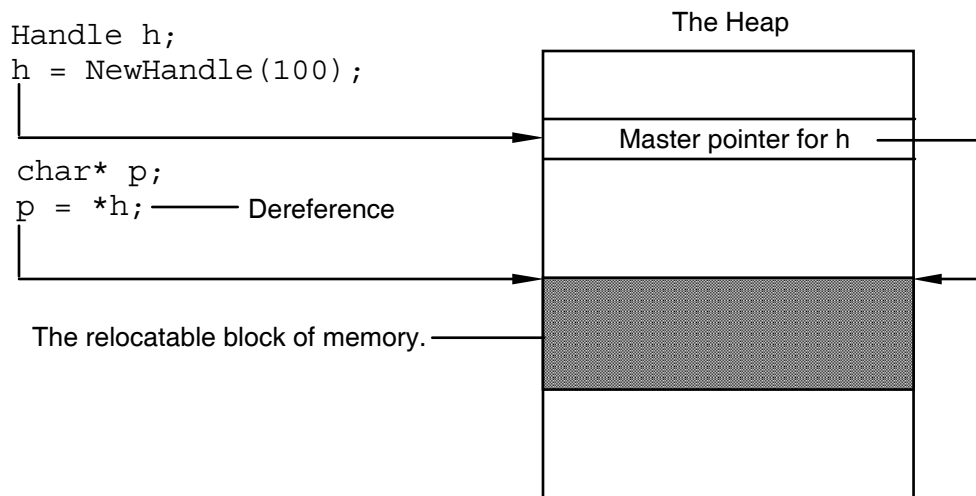 The Heap
Handle h;
h = NewHandle(100);
Master pointer for h
char* p;
p = *h;
Dereference
The relocatable block of memory.